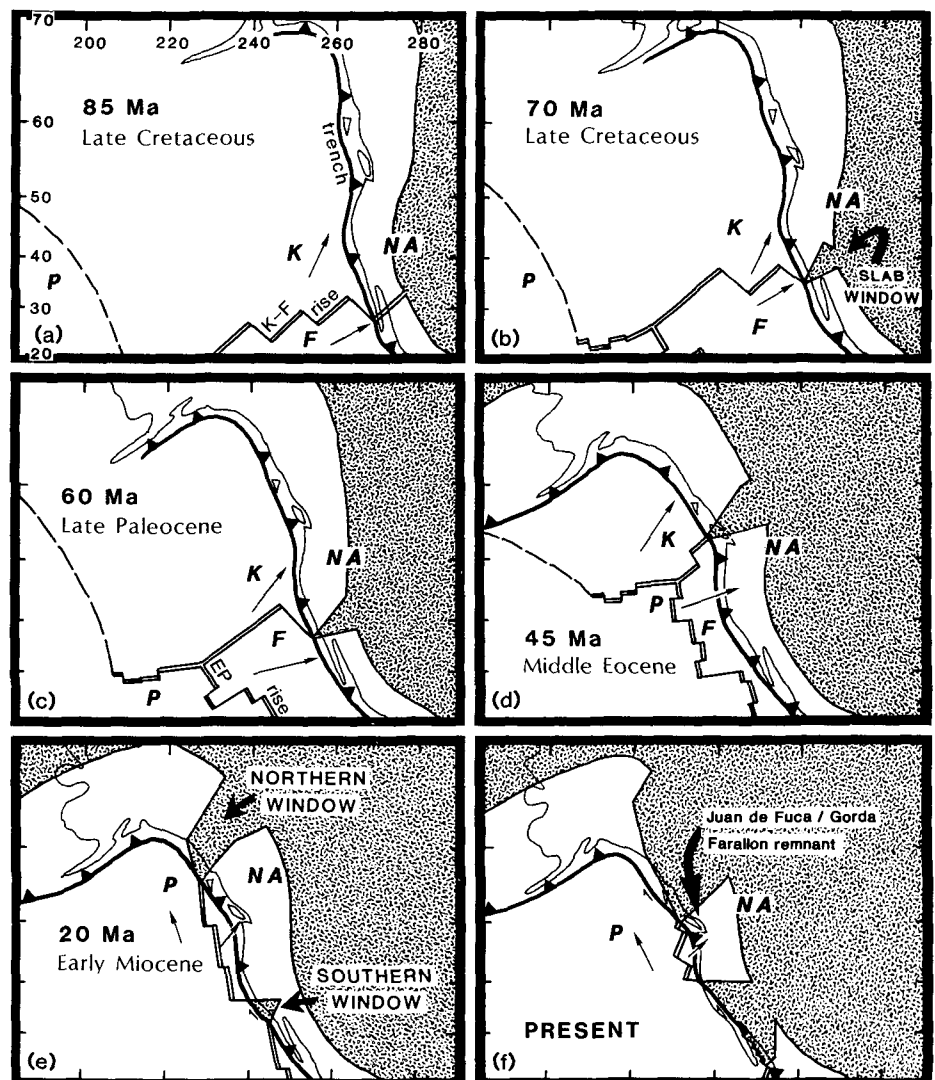 70
200 220 240 260 280
85 Ma
Late Cretaceous
60
trench
50
40
K
NA
P
30
K-F rise
F
(a)
20
70 Ma
Late Cretaceous
NA
K
P
SLAB
WINDOW
F
(b)
60 Ma
Late Paleocene
NA
K
F
EP rise
P
(c)
K
NA
P
F
45 Ma
Middle Eocene
(d)
NORTHERN
WINDOW
P
NA
20 Ma
Early Miocene
SOUTHERN
WINDOW
(e)
Juan de Fuca / Gorda
Farallon remnant
NA
P
PRESENT
(f)